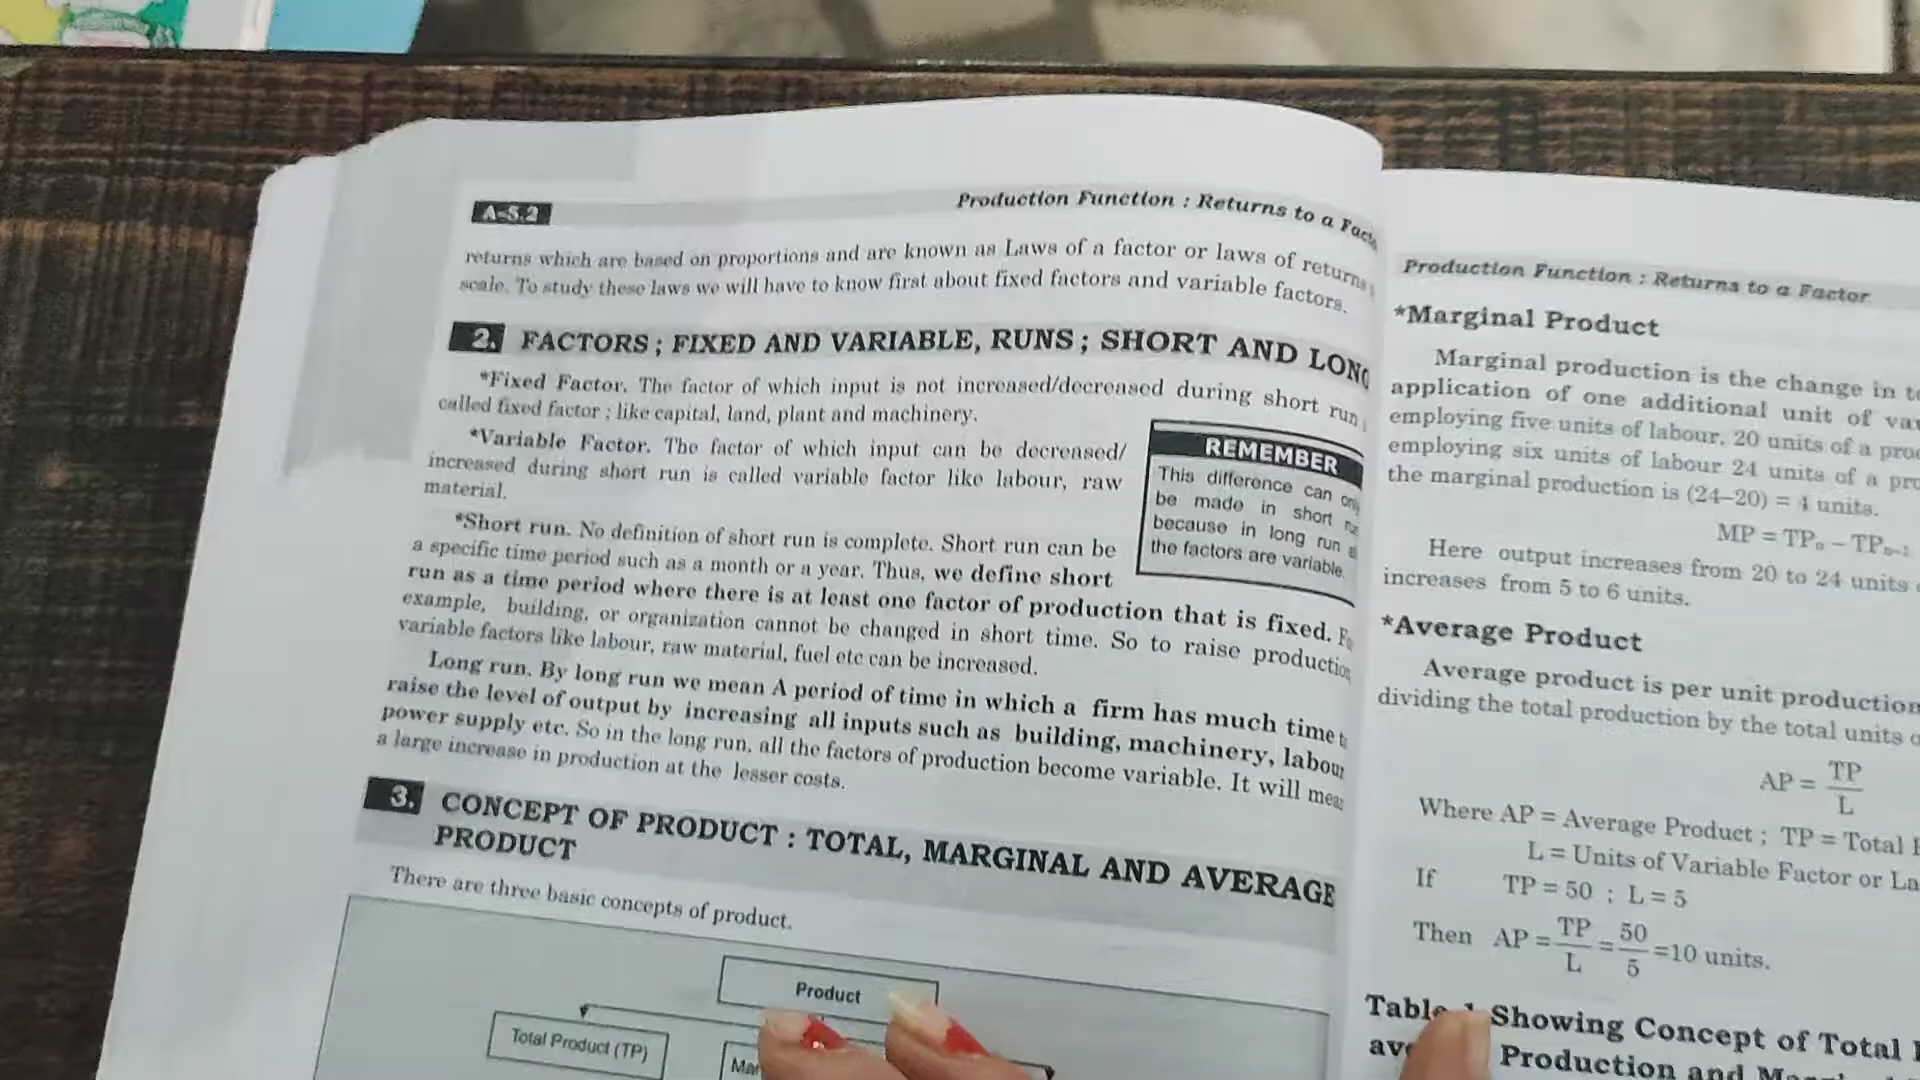 A-5.2
Production Function : Returns to a
returns which are based on proportions and are known as Laws of a factor or laws of returns
scale. To study these laws we will have to know first about fixed factors and variable factors.
2. FACTORS ; FIXED AND VARIABLE, RUNS ; SHORT AND
*Fixed Factor. The factor of which input is not increased/decreased during short run
called fixed factor ; like capital, land, plant and machinery.
*Variable Factor. The factor of which input can be decreased/
increased during short run is called variable factor like labour, raw
material.
REMEMBER
This difference can
be made in short
because in long run
the factors are variable.
*Short run. No definition of short run is complete. Short run can be
a specific time period such as a month or a year. Thus, we define short
run as a time period where there is at least one factor of production that is fixed.
example, building, or organization cannot be changed in short time. So to raise production
variable factors like labour, raw material, fuel etc can be increased.
Long run. By long run we mean A period of time in which a firm has much time
raise the level of output by increasing all inputs such as building, machinery, labour
power supply etc. So in the long run, all the factors of production become variable. It will
a large increase in production at the lesser costs.
3. CONCEPT OF PRODUCT : TOTAL, MARGINAL AND AVERAGE
PRODUCT
There are three basic concepts of product.
Product
Total Product (TP)
Production Function : Returns to a Factor
*Marginal Product
Marginal production is the change in
application of one additional unit of
employing five units of labour, 20 units of a
employing six units of labour 24 units of a
the marginal production is (24–20) = 4 units.
MP = TPn – TPn-1
Here output increases from 20 to 24 units
increases from 5 to 6 units.
*Average Product
Average product is per unit production
dividing the total production by the total units
AP = TP/L
Where AP = Average Product ; TP = Total
L = Units of Variable Factor or
If TP = 50 ; L = 5
Then AP = TP/L = 50/5 =10 units.
Showing Concept of Total
Production and